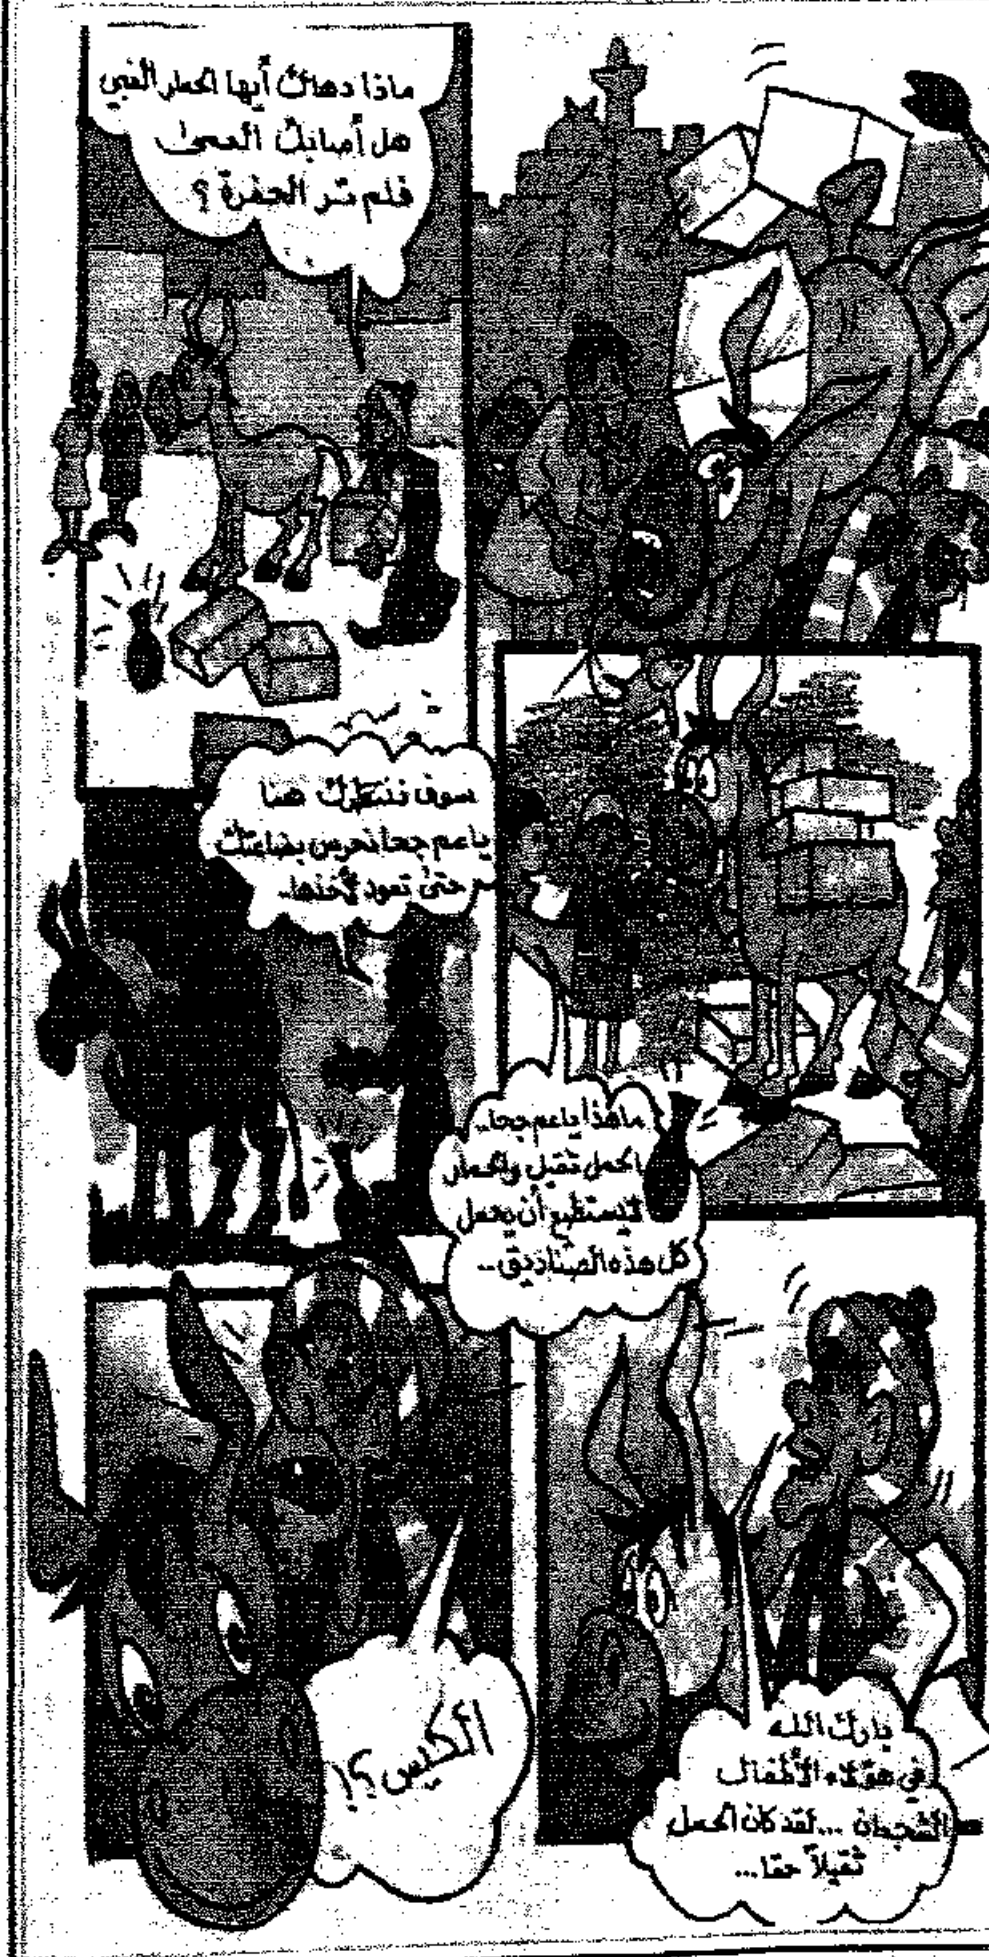 ماذا دهاك أيها الحمار الغبي
هل أصابك العمى
فلم تر الحفرة ؟
ما هذا يا عم جحا..
الحمل ثقيل والحمار
لا يستطيع أن يحمل
كل هذه الصناديق..
سوف ننتظرك هنا
يا عم جحا نحرس بضاعتك
حتى تعود لأخذها..
بارك الله
في هؤلاء الأطفال
الشجعان ... لقد كان الحمل
ثقيلاً حقا...
الكيس ؟!